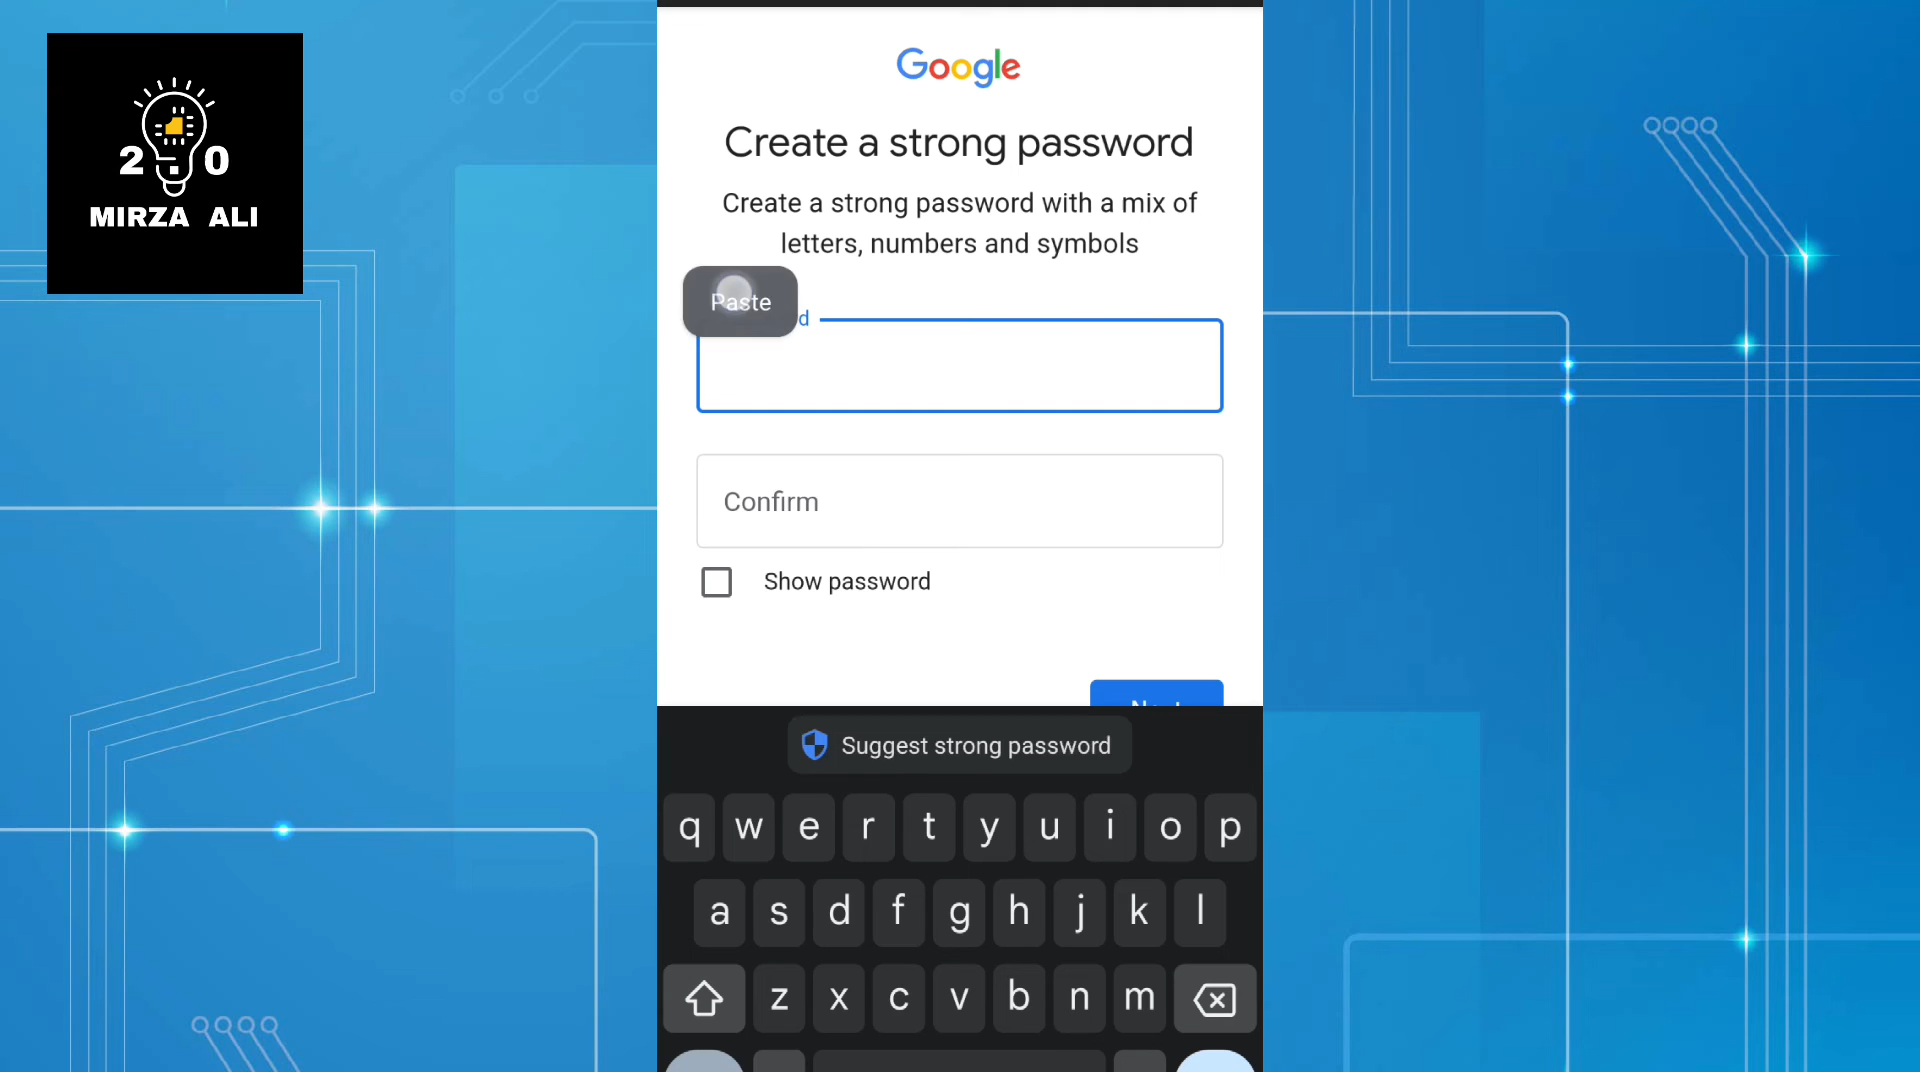 2 0
MIRZA ALI
Google
Create a strong password
Create a strong password with a mix of
letters, numbers and symbols
Paste
d
Confirm
Show password
Suggest strong password
q w e r t y u i o p
a s d f g h j k l
z x c v b n m